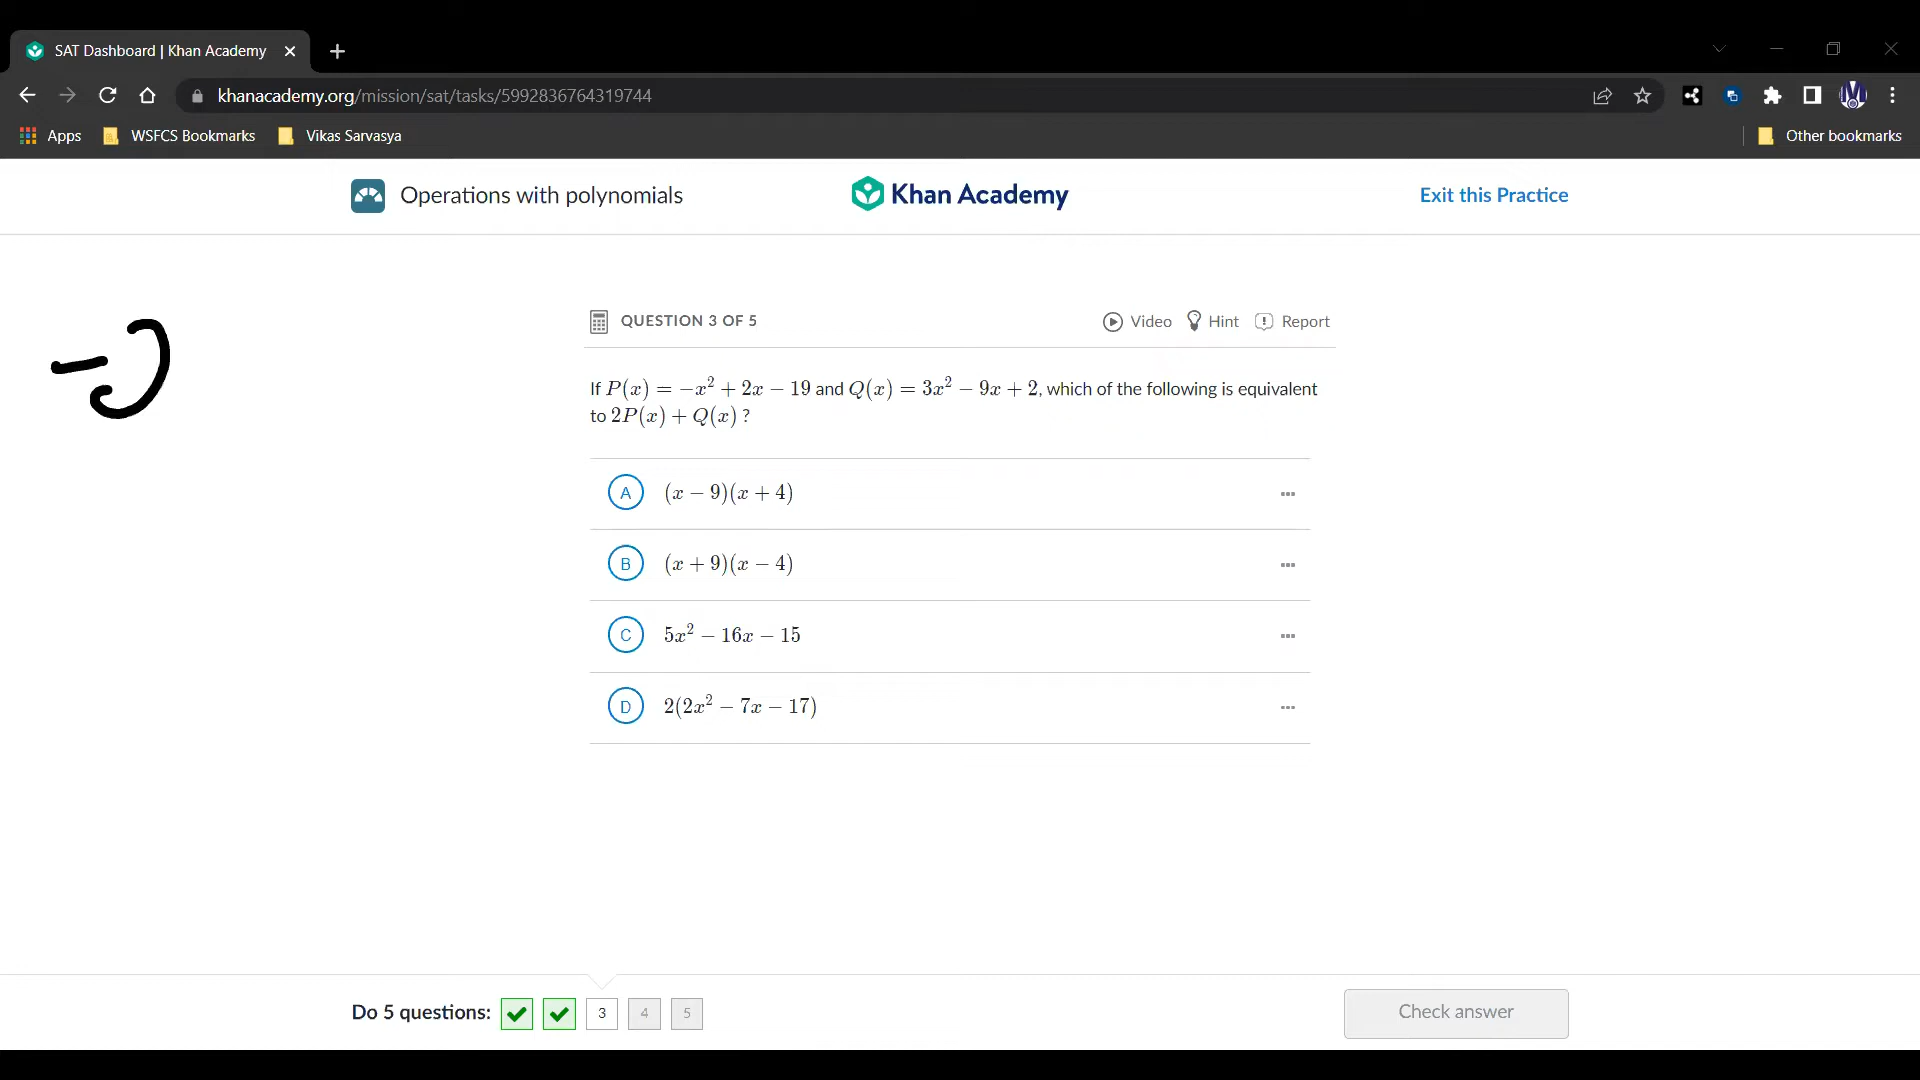 SAT Dashboard | Khan Academy
khanacademy.org/mission/sat/tasks/5992836764319744
Apps WSFCS Bookmarks Vikas Sarvasya Other bookmarks
Operations with polynomials Khan Academy Exit this Practice
QUESTION 3 OF 5 Video Hint Report
If P(x) = −x² + 2x − 19 and Q(x) = 3x² − 9x + 2, which of the following is equivalent
to 2P(x) + Q(x) ?
A (x − 9)(x + 4)
B (x + 9)(x − 4)
C 5x² − 16x − 15
D 2(2x² − 7x − 17)
Do 5 questions: 3 4 5 Check answer